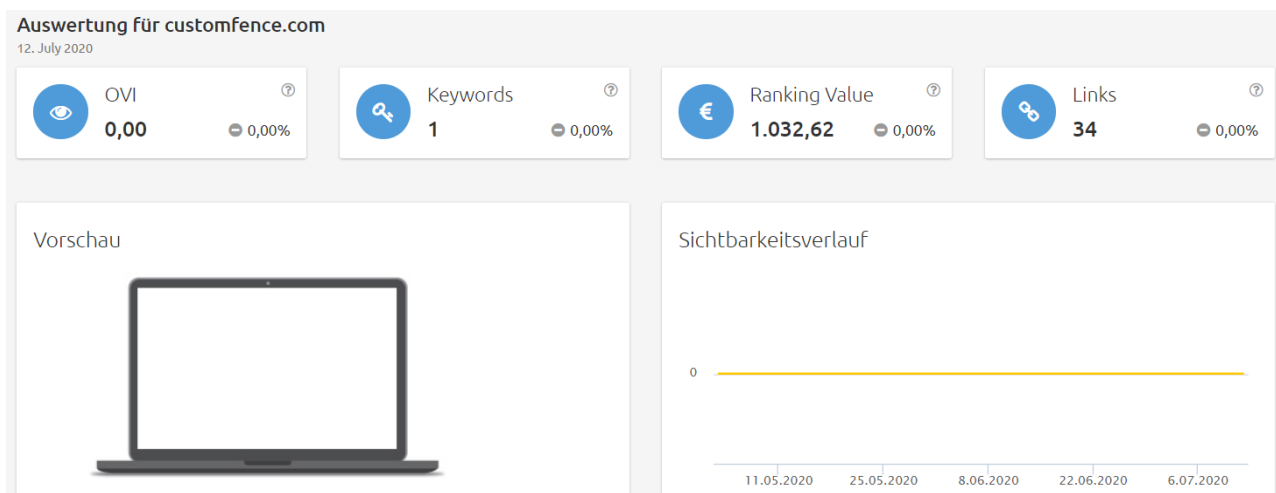 Auswertung für customfence.com
12. July 2020
OVI
0,00
0,00%
Keywords
1
0,00%
Ranking Value
1.032,62
0,00%
Links
34
0,00%
Vorschau
Sichtbarkeitsverlauf
0
11.05.2020 25.05.2020 8.06.2020 22.06.2020 6.07.2020